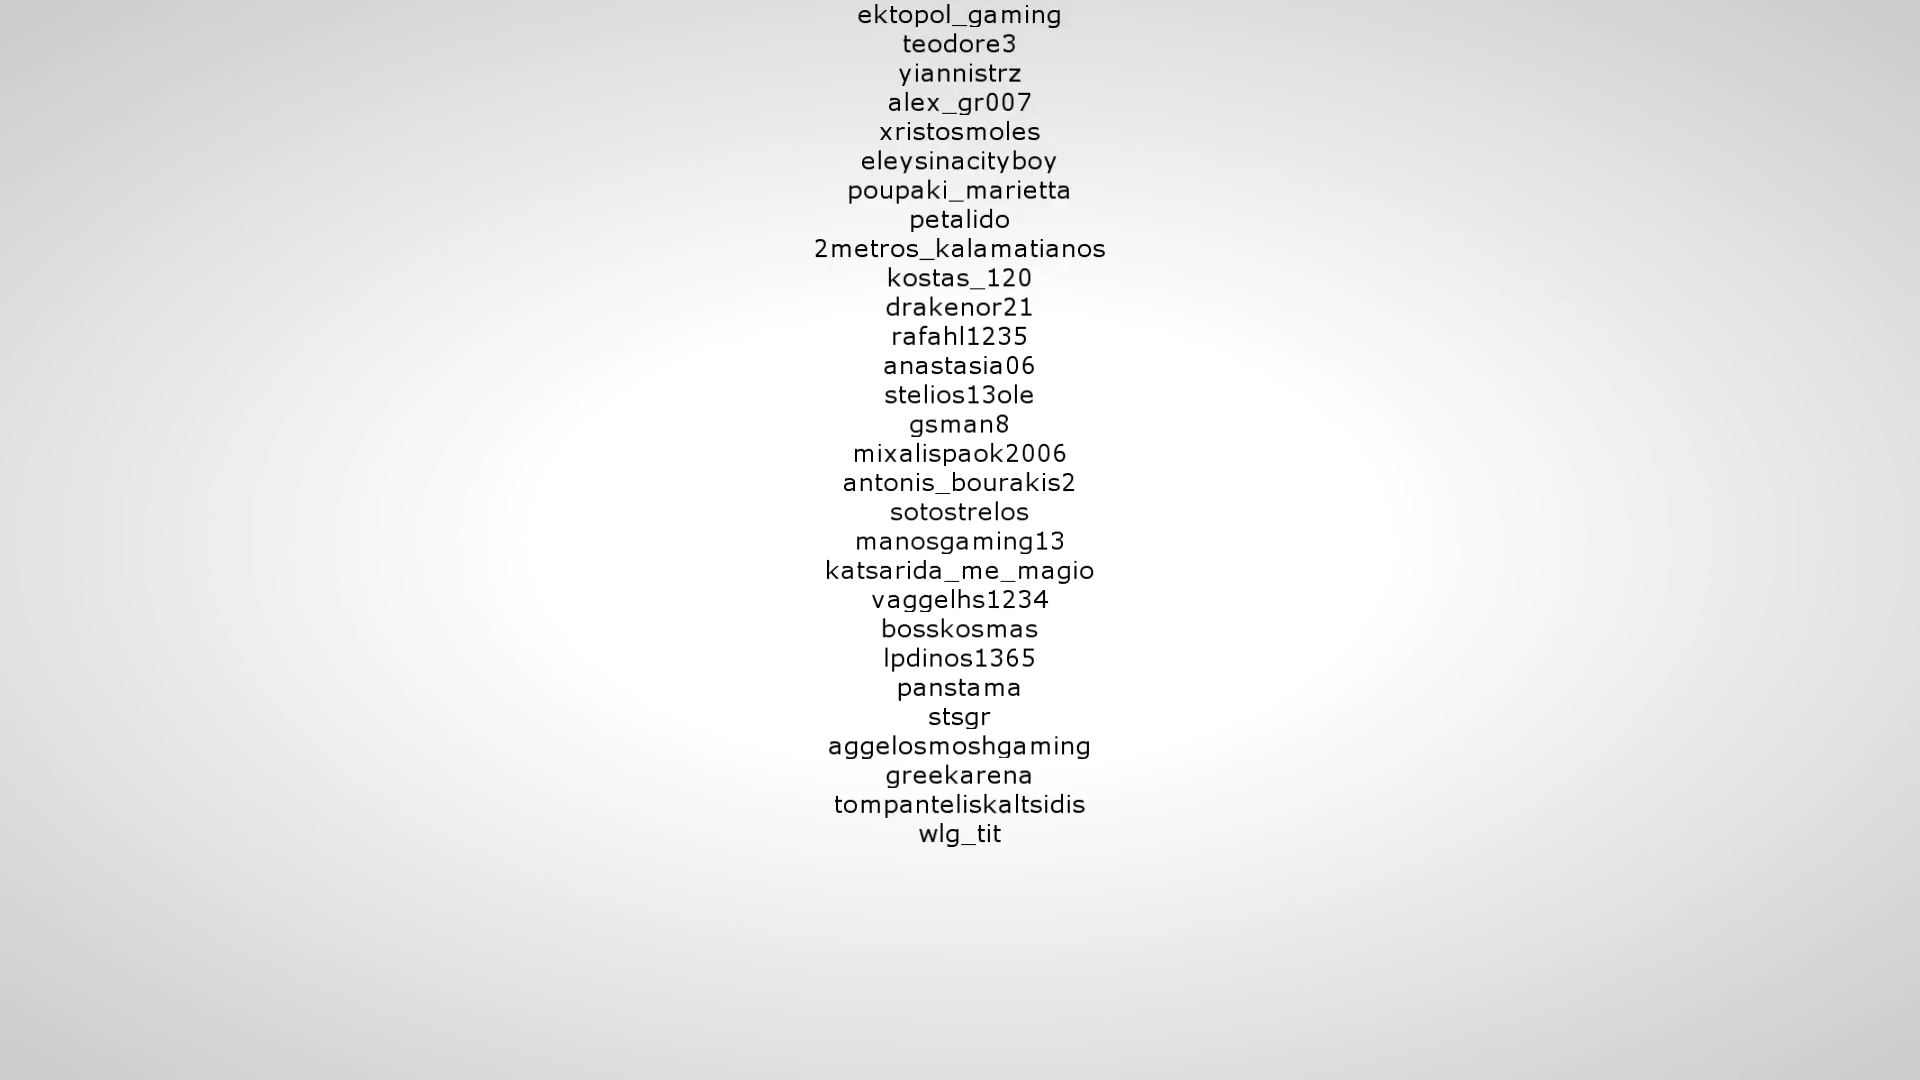 ektopol_gaming
teodore3
yiannistrz
alex_gr007
xristosmoles
eleysinacityboy
poupaki_marietta
petalido
2metros_kalamatianos
kostas_120
drakenor21
rafahl1235
anastasia06
stelios13ole
gsman8
mixalispaok2006
antonis_bourakis2
sotostrelos
manosgaming13
katsarida_me_magio
vaggelhs1234
bosskosmas
lpdinos1365
panstama
stsgr
aggelosmoshgaming
greekarena
tompanteliskaltsidis
wlg_tit